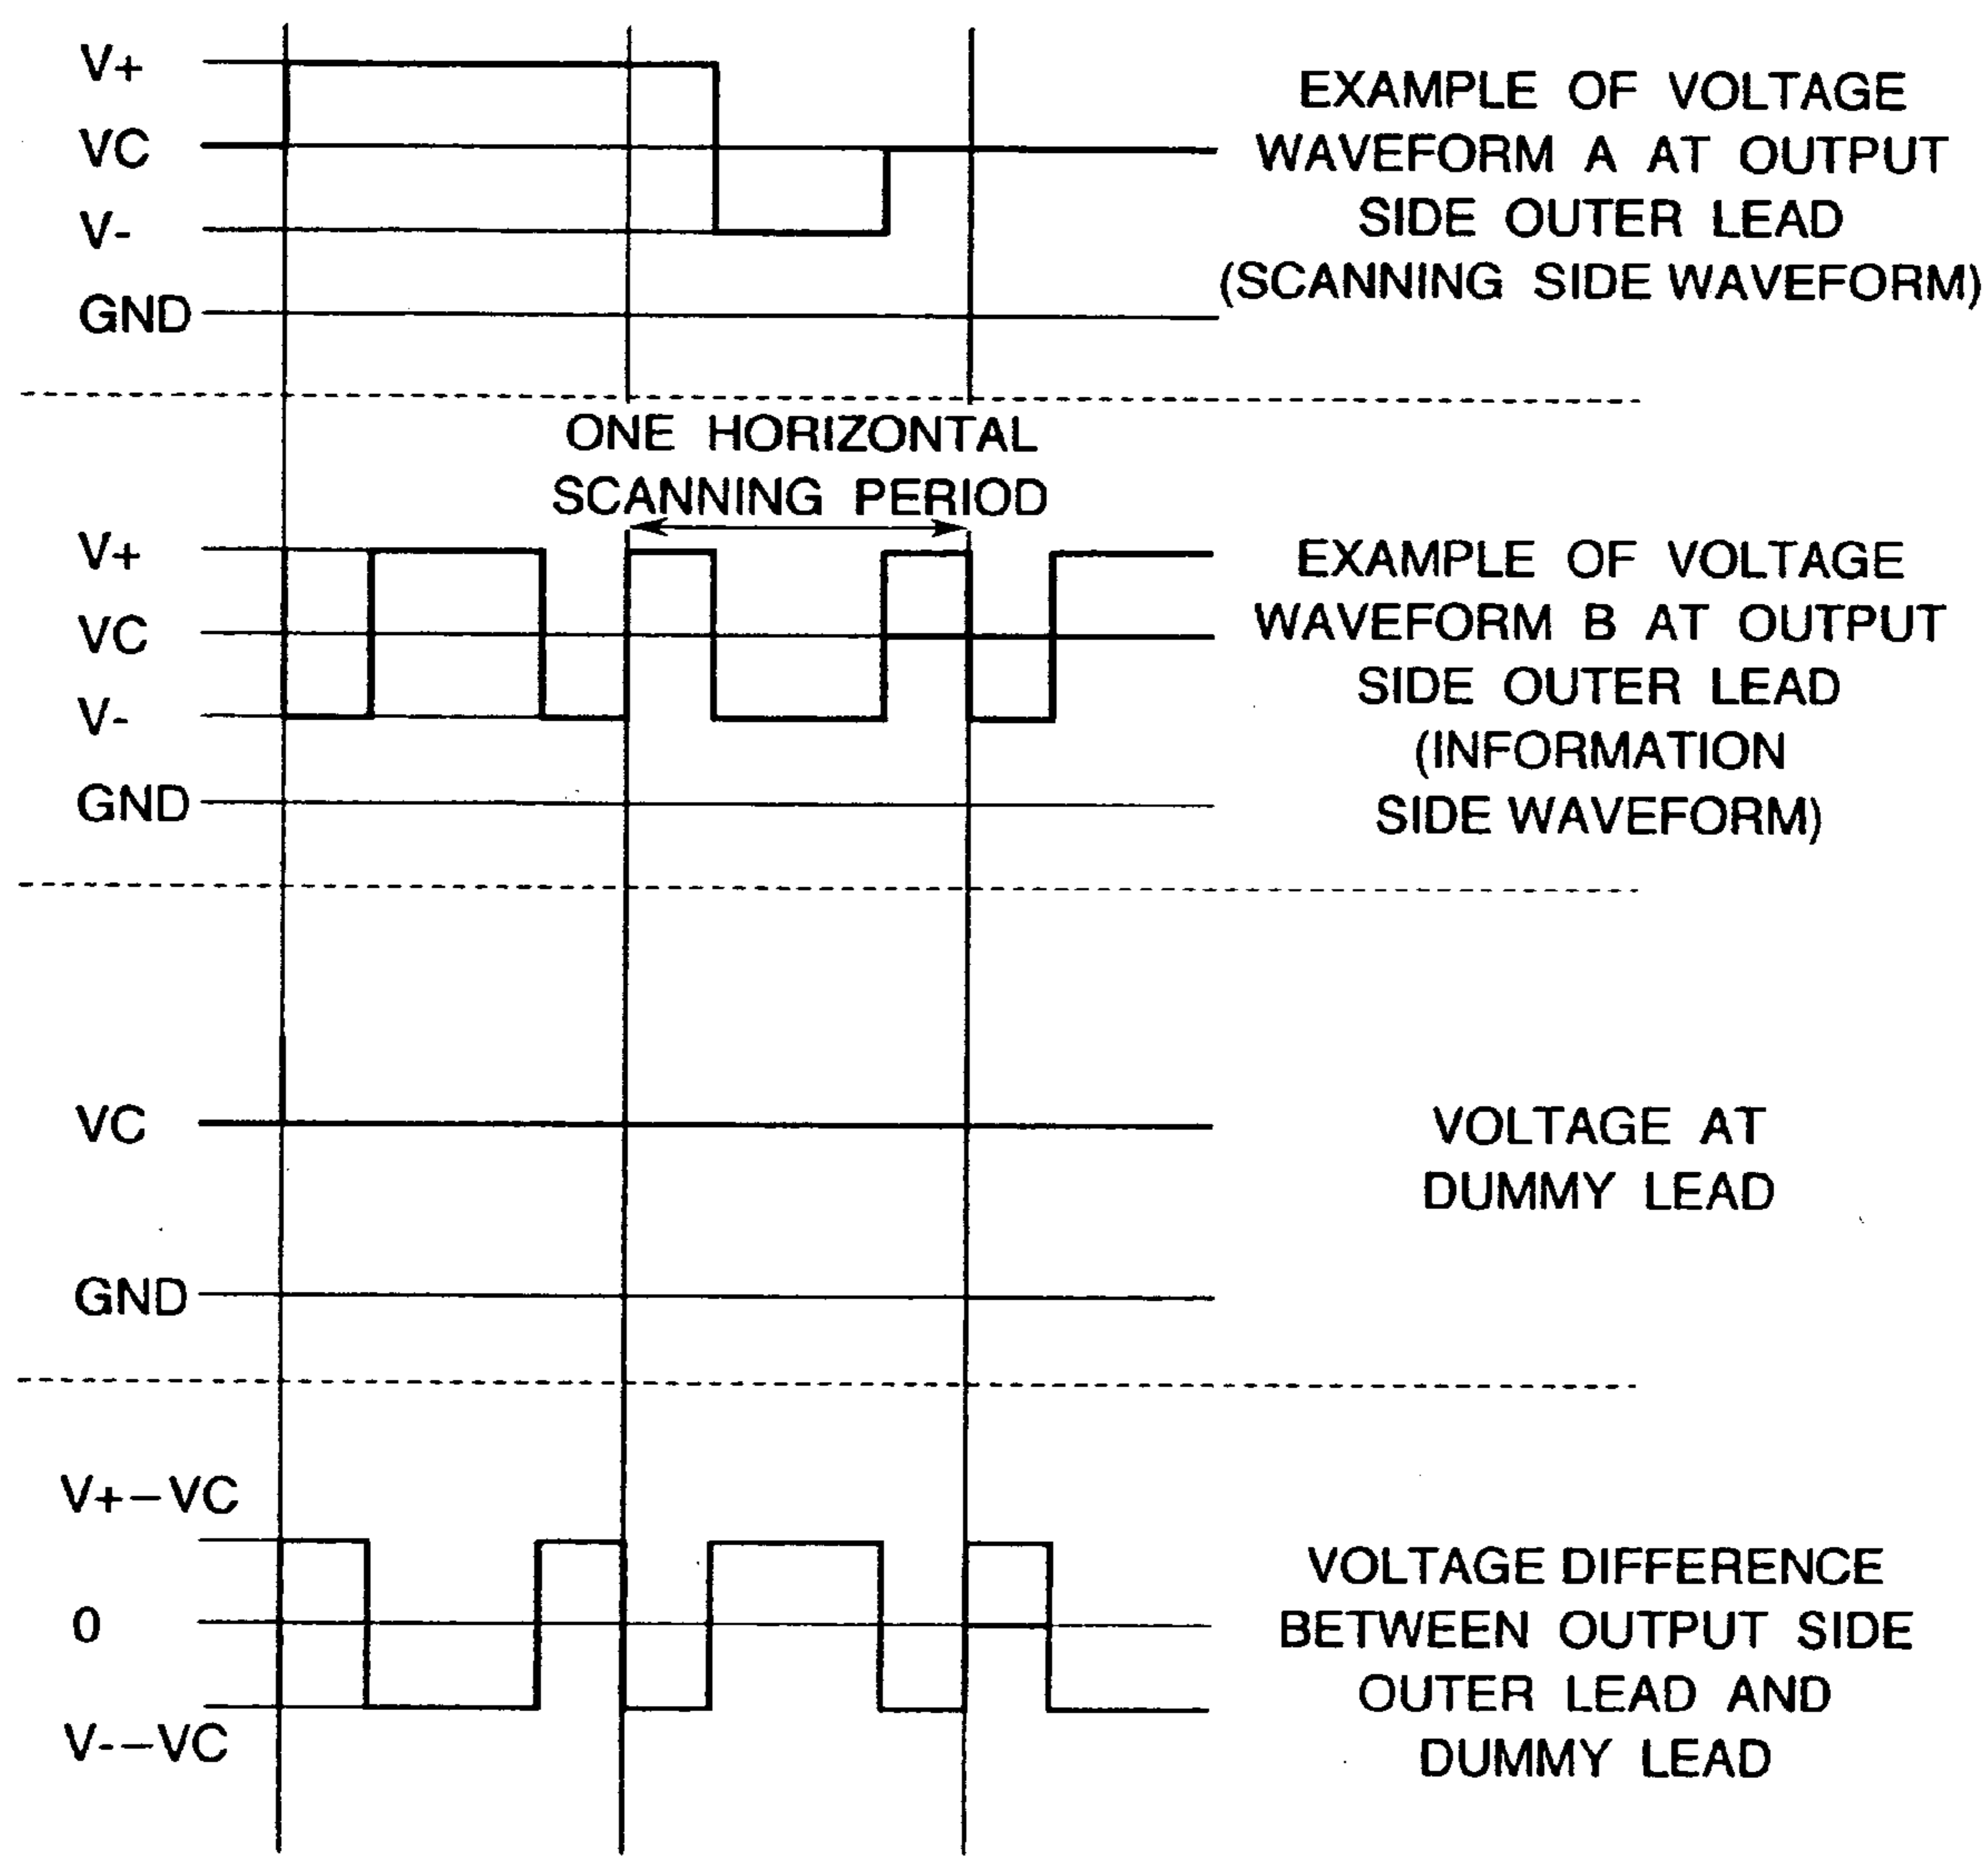 V+
VC
V-
GND
EXAMPLE OF VOLTAGE
WAVEFORM A AT OUTPUT
SIDE OUTER LEAD
(SCANNING SIDE WAVEFORM)
ONE HORIZONTAL
SCANNING PERIOD
V+
VC
V-
GND
EXAMPLE OF VOLTAGE
WAVEFORM B AT OUTPUT
SIDE OUTER LEAD
(INFORMATION
SIDE WAVEFORM)
VC
GND
VOLTAGE AT
DUMMY LEAD
V+−VC
0
V-−VC
VOLTAGE DIFFERENCE
BETWEEN OUTPUT SIDE
OUTER LEAD AND
DUMMY LEAD